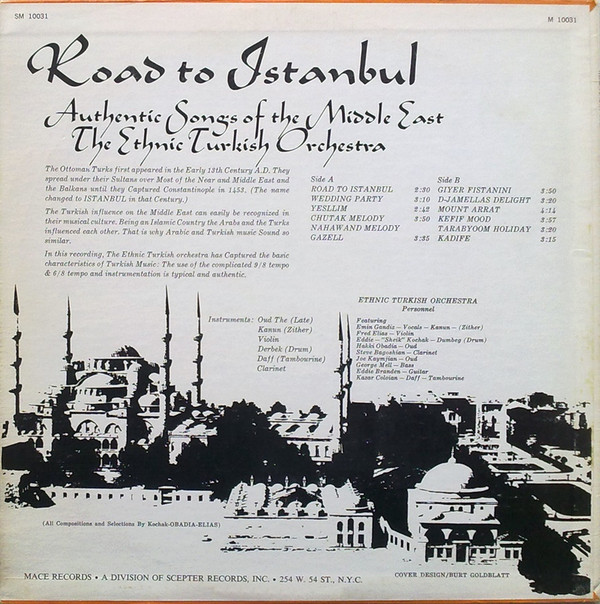 SM 10031
M 10031
Road to Istanbul
Authentic Songs of the Middle East
The Ethnic Turkish Orchestra
The Ottoman Turks first appeared in the Early 13th Century A.D. They
spread under their Sultans over Most of the Near and Middle East and
the Balkans until they Captured Constantinople in 1453. (The name
changed to ISTANBUL in that Century.)
The Turkish influence on the Middle East can easily be recognized in
their musical culture. Being an Islamic Country the Arabs and the Turks
influenced each other. That is why Arabic and Turkish music Sound so
similar.
In this recording, The Ethnic Turkish orchestra has Captured the basic
characteristics of Turkish Music: The use of the complicated 9/8 tempo
& 6/8 tempo and instrumentation is typical and authentic.
Side A
ROAD TO ISTANBUL 2:30
WEDDING PARTY 3:10
YESLLIM 2:42
CHUTAK MELODY 3:50
NAHAWAND MELODY
GAZELL 3:35
Side B
GIYER FISTANINI 3:50
D-JAMELLAS DELIGHT 3:20
MOUNT ARRAT 4:14
KEFIF MOOD 3:57
TARABYOOM HOLIDAY 3:20
KADIFE 3:15
Instruments: Oud The (Late)
Kanun (Zither)
Violin
Derbek (Drum)
Daff (Tambourine)
Clarinet
ETHNIC TURKISH ORCHESTRA
Personnel
Featuring
Emin Gandis – Vocals – Kanun – (Zither)
Fred Elias – Violin
Eddie – "Sheik" Kochak – Dumbeg (Drum)
Hakki Obadia – Oud
Steve Bagoshian – Clarinet
Joe Kaymjian – Oud
George Mell – Bass
Eddie Branden – Guitar
Kazar Coloian – Daff – Tambourine
(All Compositions and Selections By Kochak-OBADIA-ELIAS)
MACE RECORDS • A DIVISION OF SCEPTER RECORDS, INC. • 254 W. 54 ST., N.Y.C.
COVER DESIGN/BURT GOLDBLATT